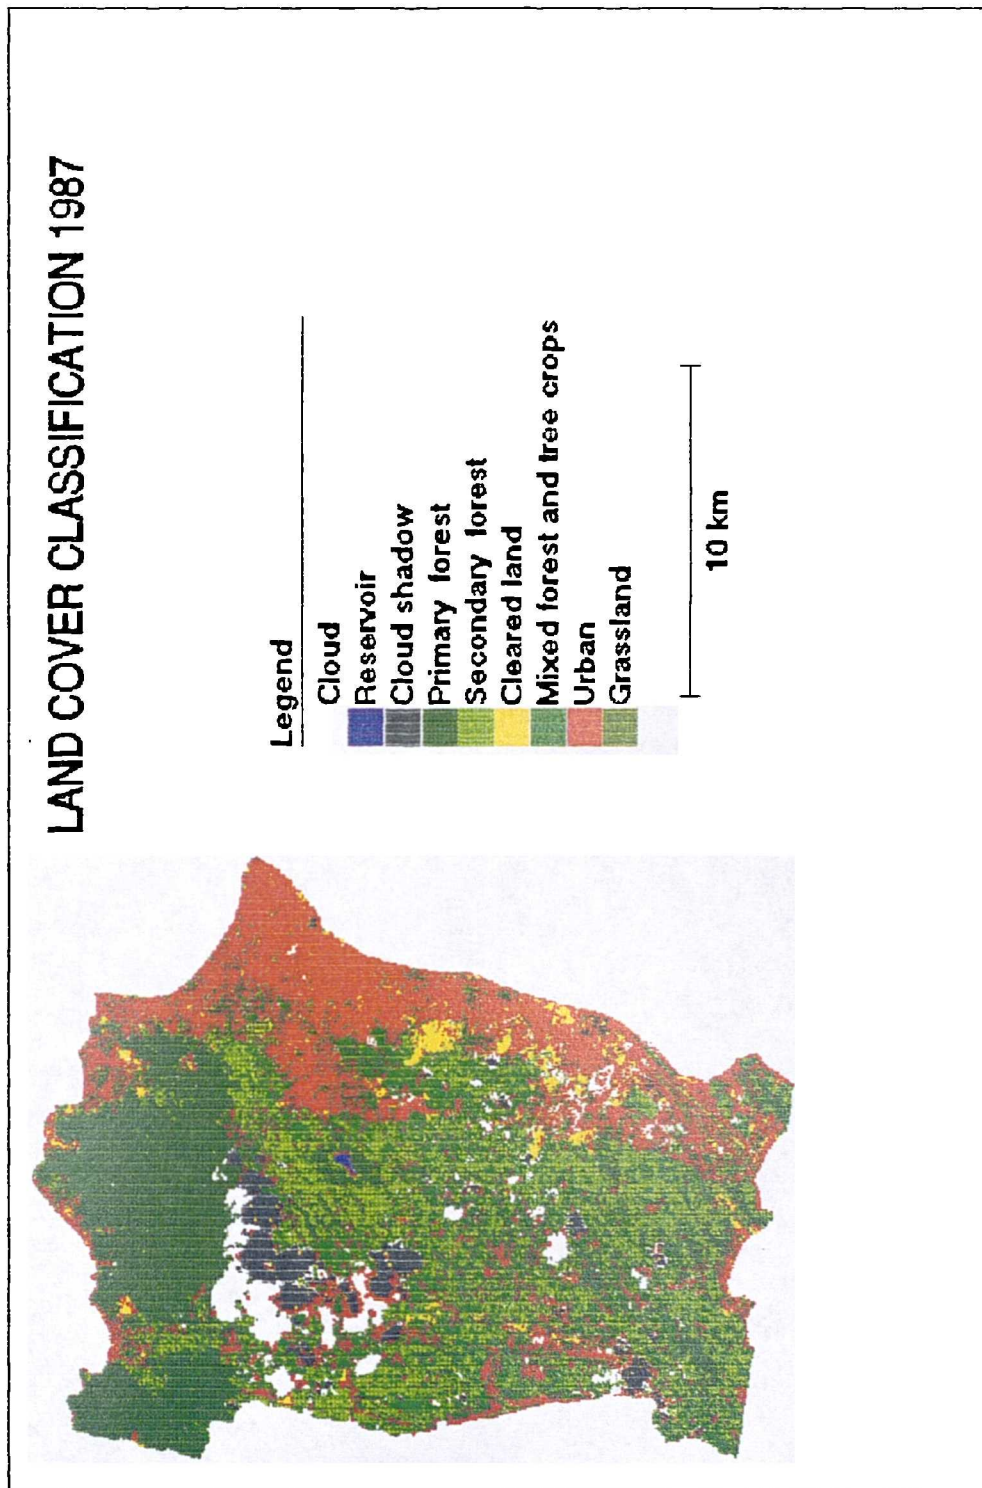 LAND COVER CLASSIFICATION 1987
Legend
Cloud
Reservoir
Cloud shadow
Primary forest
Secondary forest
Cleared land
Mixed forest and tree crops
Urban
Grassland
10 km